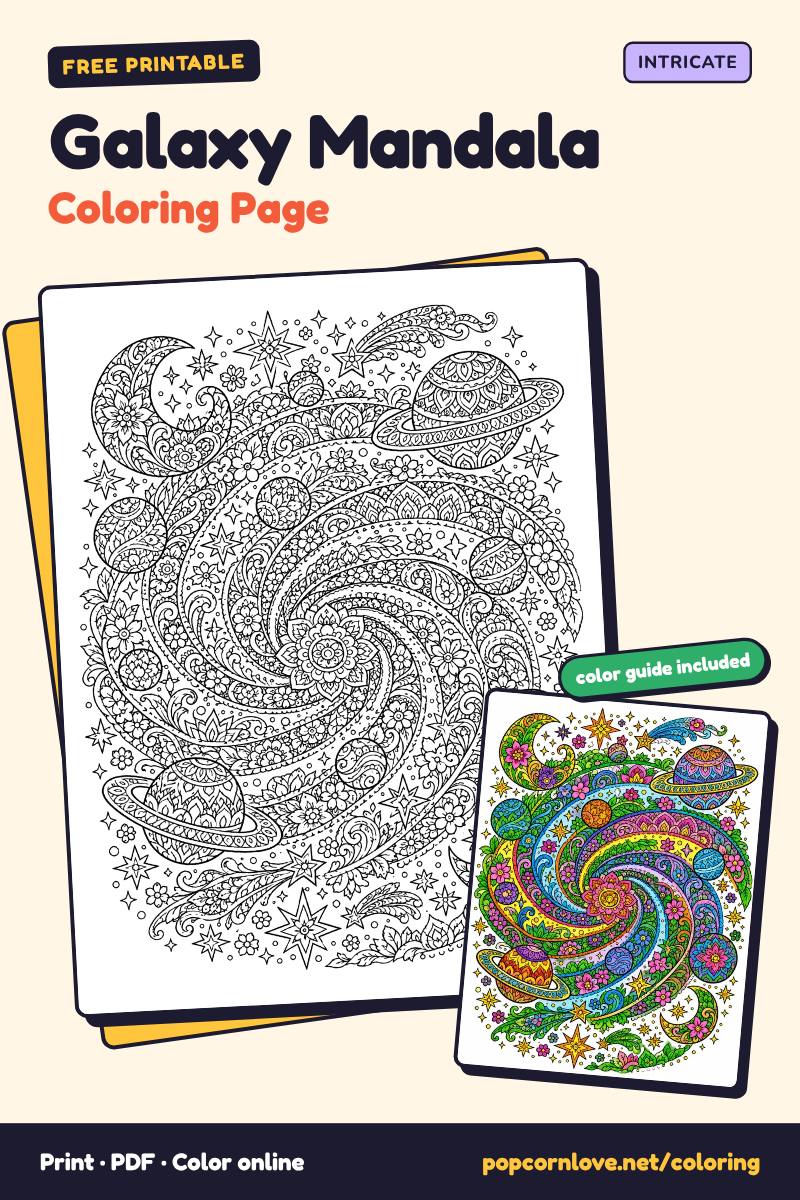 FREE PRINTABLE
INTRICATE
Galaxy Mandala
Coloring Page
color guide included
Print · PDF · Color online
popcornlove.net/coloring